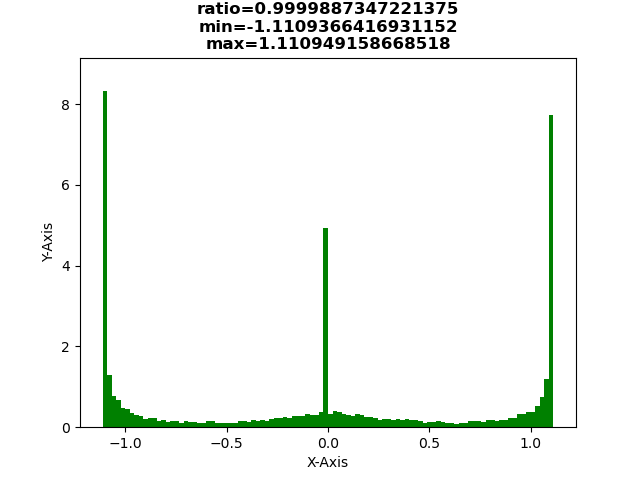 ratio=0.9999887347221375
min=-1.1109366416931152
max=1.110949158668518
8
6
4
2
0
Y-Axis
−1.0 −0.5 0.0 0.5 1.0
X-Axis